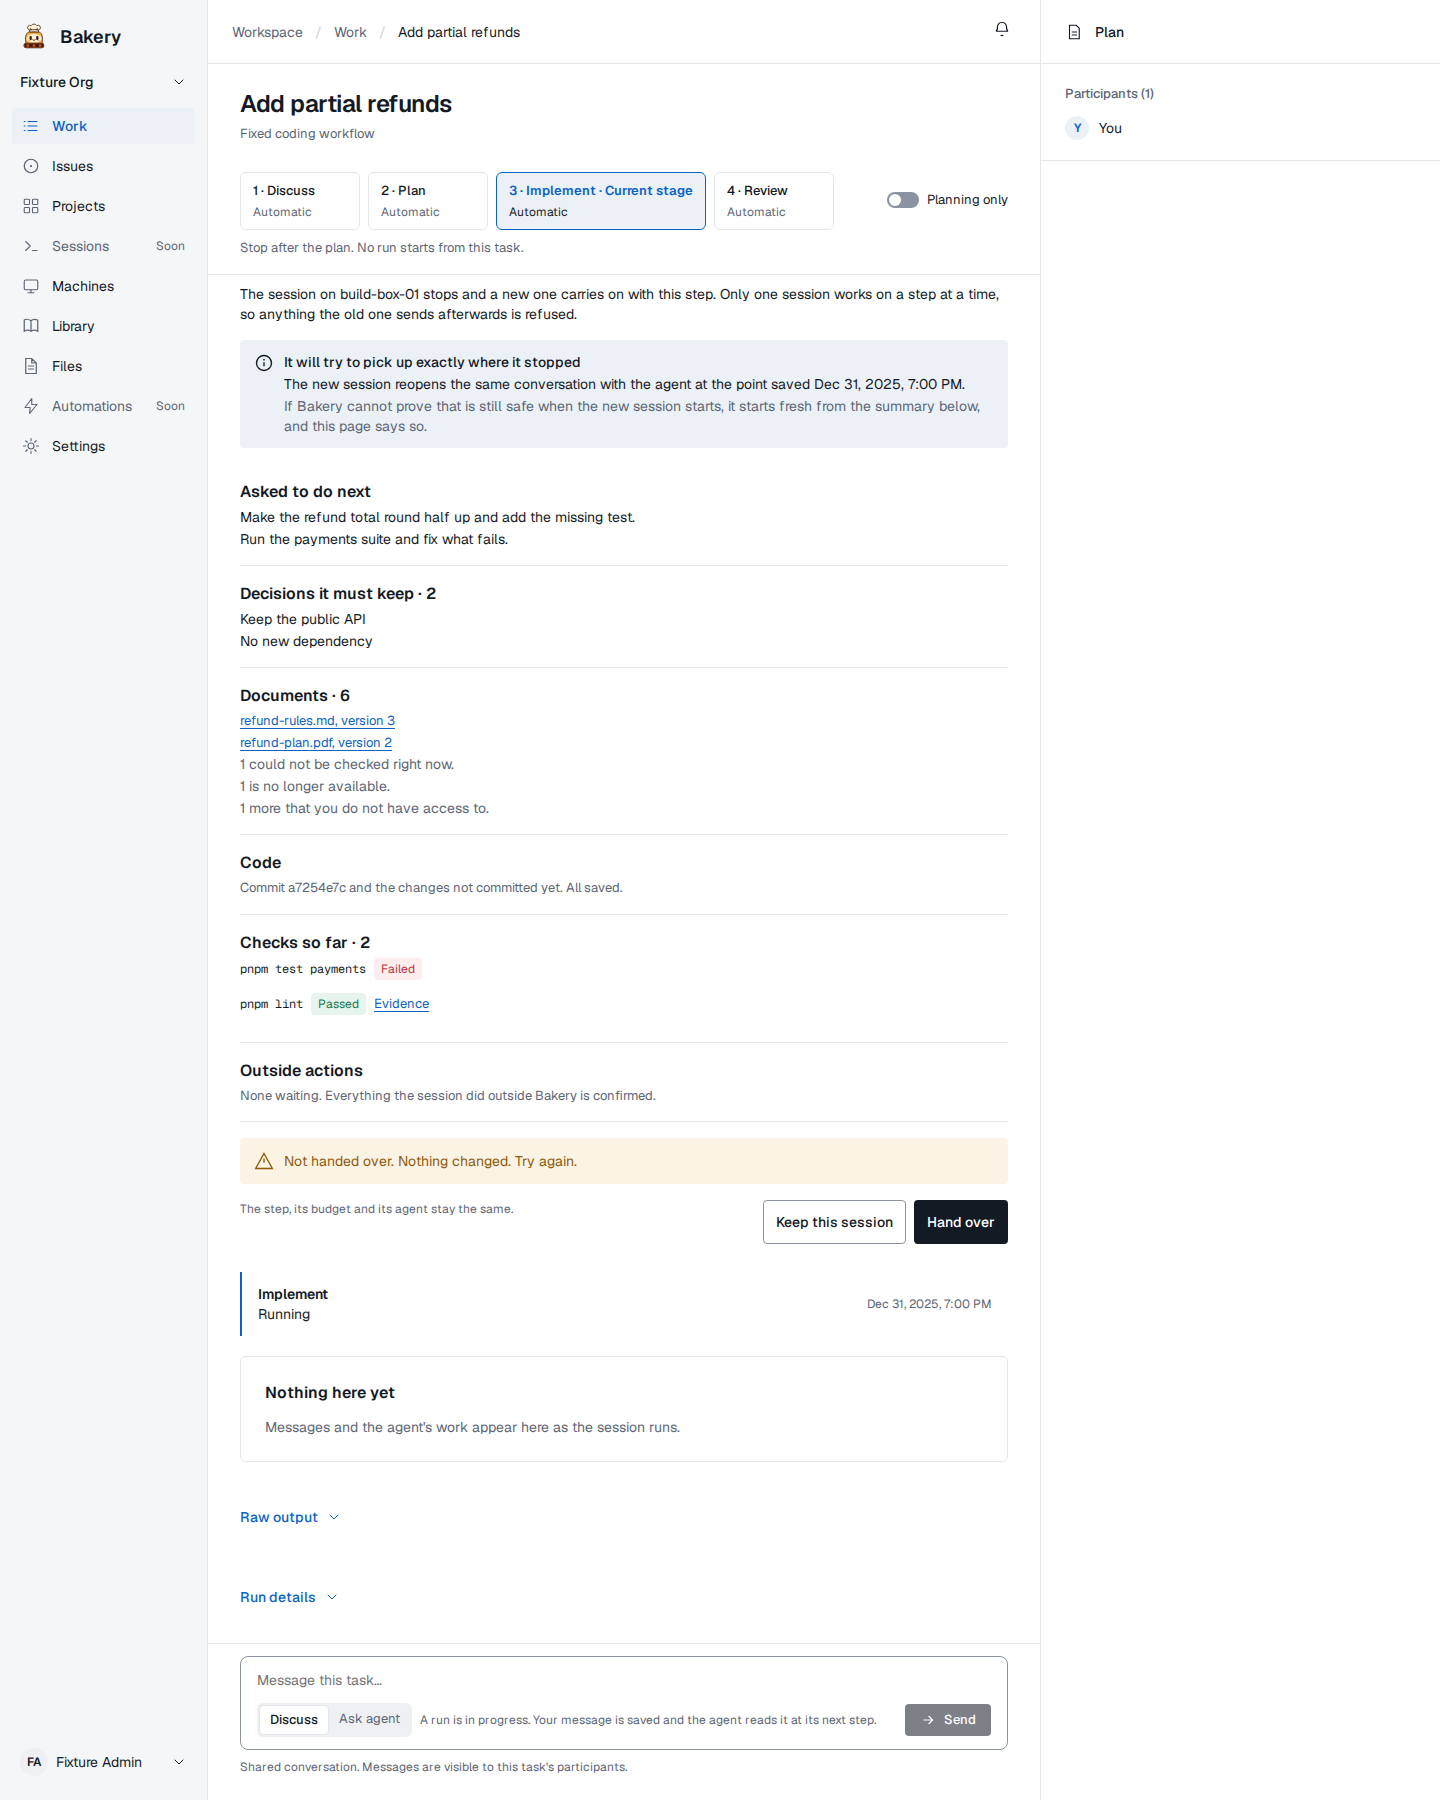 Bakery
Fixture Org
Work
Issues
Projects
Sessions Soon
Machines
Library
Files
Automations Soon
Settings
FA Fixture Admin
Workspace / Work / Add partial refunds
Add partial refunds
Fixed coding workflow
1 · Discuss
Automatic
2 · Plan
Automatic
3 · Implement · Current stage
Automatic
4 · Review
Automatic
Planning only
Stop after the plan. No run starts from this task.
The session on build-box-01 stops and a new one carries on with this step. Only one session works on a step at a time,
so anything the old one sends afterwards is refused.
It will try to pick up exactly where it stopped
The new session reopens the same conversation with the agent at the point saved Dec 31, 2025, 7:00 PM.
If Bakery cannot prove that is still safe when the new session starts, it starts fresh from the summary below,
and this page says so.
Asked to do next
Make the refund total round half up and add the missing test.
Run the payments suite and fix what fails.
Decisions it must keep · 2
Keep the public API
No new dependency
Documents · 6
refund-rules.md, version 3
refund-plan.pdf, version 2
1 could not be checked right now.
1 is no longer available.
1 more that you do not have access to.
Code
Commit a7254e7c and the changes not committed yet. All saved.
Checks so far · 2
pnpm test payments Failed
pnpm lint Passed Evidence
Outside actions
None waiting. Everything the session did outside Bakery is confirmed.
Not handed over. Nothing changed. Try again.
The step, its budget and its agent stay the same.
Keep this session
Hand over
Implement
Running
Dec 31, 2025, 7:00 PM
Nothing here yet
Messages and the agent's work appear here as the session runs.
Raw output
Run details
Message this task...
Discuss
Ask agent
A run is in progress. Your message is saved and the agent reads it at its next step.
Send
Shared conversation. Messages are visible to this task's participants.
Plan
Participants (1)
Y You